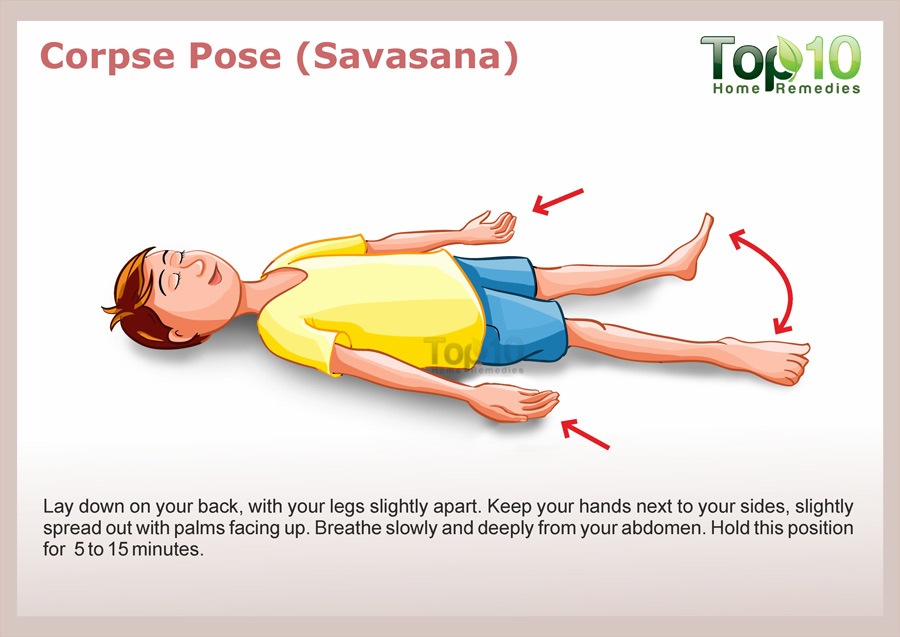 Corpse Pose (Savasana)
Top10
Home Remedies
Top10
Home Remedies
Lay down on your back, with your legs slightly apart. Keep your hands next to your sides, slightly
spread out with palms facing up. Breathe slowly and deeply from your abdomen. Hold this position
for 5 to 15 minutes.